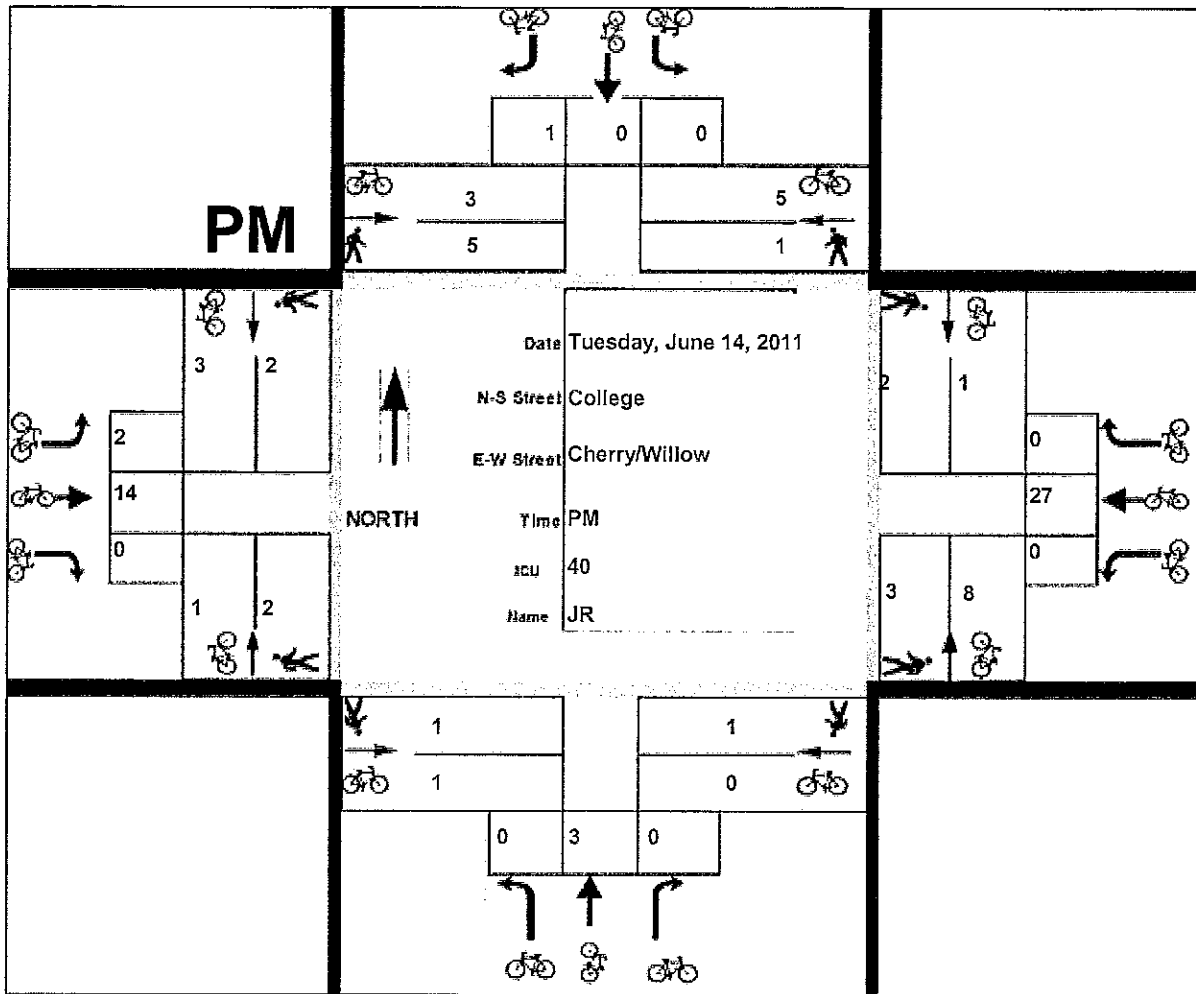 1 0 0
3 5
PM
5 1
3 2
2 1
Date Tuesday, June 14, 2011
N-S Street College
2
0
E-W Street Cherry/Willow
14
27
NORTH
Time PM
0
0
40
1 2
Name JR
3 8
1 1
1 0
0 3 0